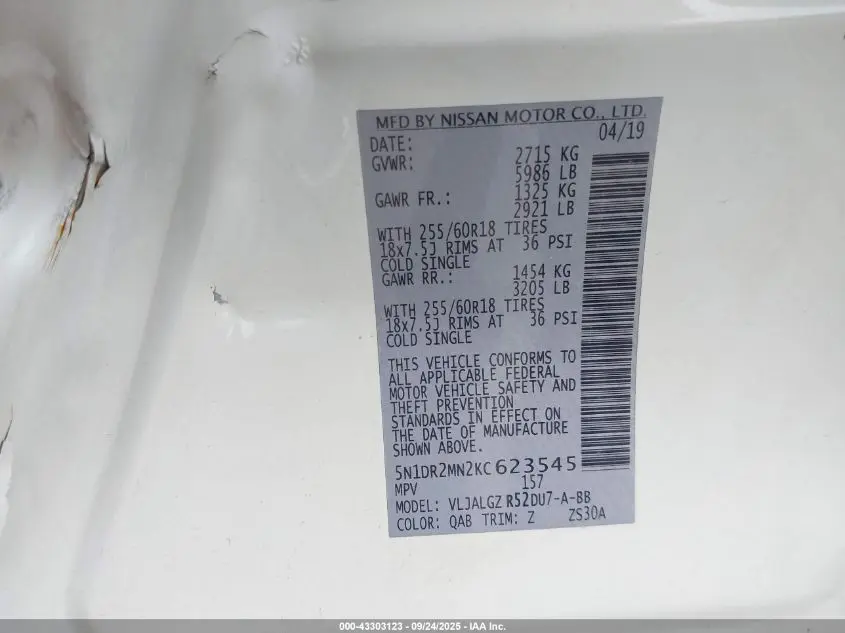 MFD BY NISSAN MOTOR CO., LTD.
DATE: 04/19
GVWR: 2715 KG
5986 LB
GAWR FR.: 1325 KG
2921 LB
WITH 255/60R18 TIRES
18x7.5J RIMS AT 36 PSI
COLD SINGLE
GAWR RR.: 1454 KG
3205 LB
WITH 255/60R18 TIRES
18x7.5J RIMS AT 36 PSI
COLD SINGLE
THIS VEHICLE CONFORMS TO
ALL APPLICABLE FEDERAL
MOTOR VEHICLE SAFETY AND
THEFT PREVENTION
STANDARDS IN EFFECT ON
THE DATE OF MANUFACTURE
SHOWN ABOVE.
5N1DR2MN2KC623545
MPV 157
MODEL: VLJALGZ R52DU7-A-BB
COLOR: QAB TRIM: Z ZS30A
000-43303123 - 09/24/2025 - IAA Inc.